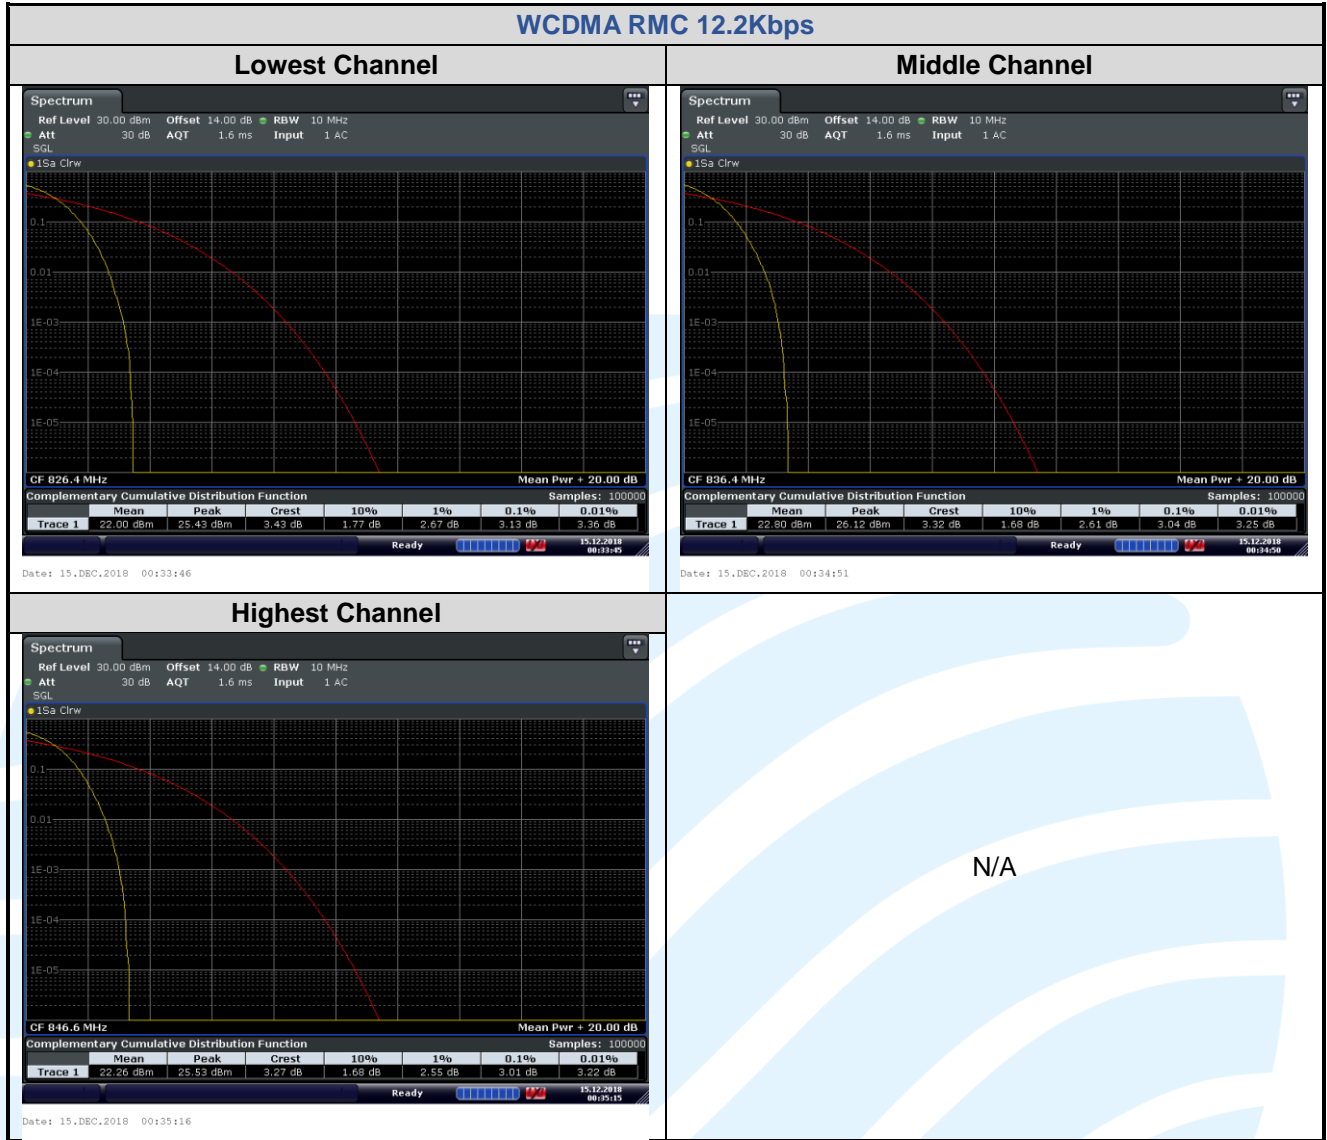 WCDMA RMC 12.2Kbps
Lowest Channel
Spectrum
Ref Level 30.00 dBm Offset 14.00 dB RBW 10 MHz
Att 30 dB AQT 1.6 ms Input 1 AC
SGL
1Sa Clrw
0.1
0.01
1E-03
1E-04
1E-05
CF 826.4 MHz Mean Pwr + 20.00 dB
Complementary Cumulative Distribution Function Samples: 100000
Mean Peak Crest 10% 1% 0.1% 0.01%
Trace 1 22.00 dBm 25.43 dBm 3.43 dB 1.77 dB 2.67 dB 3.13 dB 3.36 dB
Ready 15.12.2018
00:33:45
Date: 15.DEC.2018 00:33:46
Middle Channel
Spectrum
Ref Level 30.00 dBm Offset 14.00 dB RBW 10 MHz
Att 30 dB AQT 1.6 ms Input 1 AC
SGL
1Sa Clrw
0.1
0.01
1E-03
1E-04
1E-05
CF 836.4 MHz Mean Pwr + 20.00 dB
Complementary Cumulative Distribution Function Samples: 100000
Mean Peak Crest 10% 1% 0.1% 0.01%
Trace 1 22.80 dBm 26.12 dBm 3.32 dB 1.68 dB 2.61 dB 3.04 dB 3.25 dB
Ready 15.12.2018
00:34:50
Date: 15.DEC.2018 00:34:51
Highest Channel
Spectrum
Ref Level 30.00 dBm Offset 14.00 dB RBW 10 MHz
Att 30 dB AQT 1.6 ms Input 1 AC
SGL
1Sa Clrw
0.1
0.01
1E-03
1E-04
1E-05
CF 846.6 MHz Mean Pwr + 20.00 dB
Complementary Cumulative Distribution Function Samples: 100000
Mean Peak Crest 10% 1% 0.1% 0.01%
Trace 1 22.26 dBm 25.53 dBm 3.27 dB 1.68 dB 2.55 dB 3.01 dB 3.22 dB
Ready 15.12.2018
00:35:15
Date: 15.DEC.2018 00:35:16
N/A